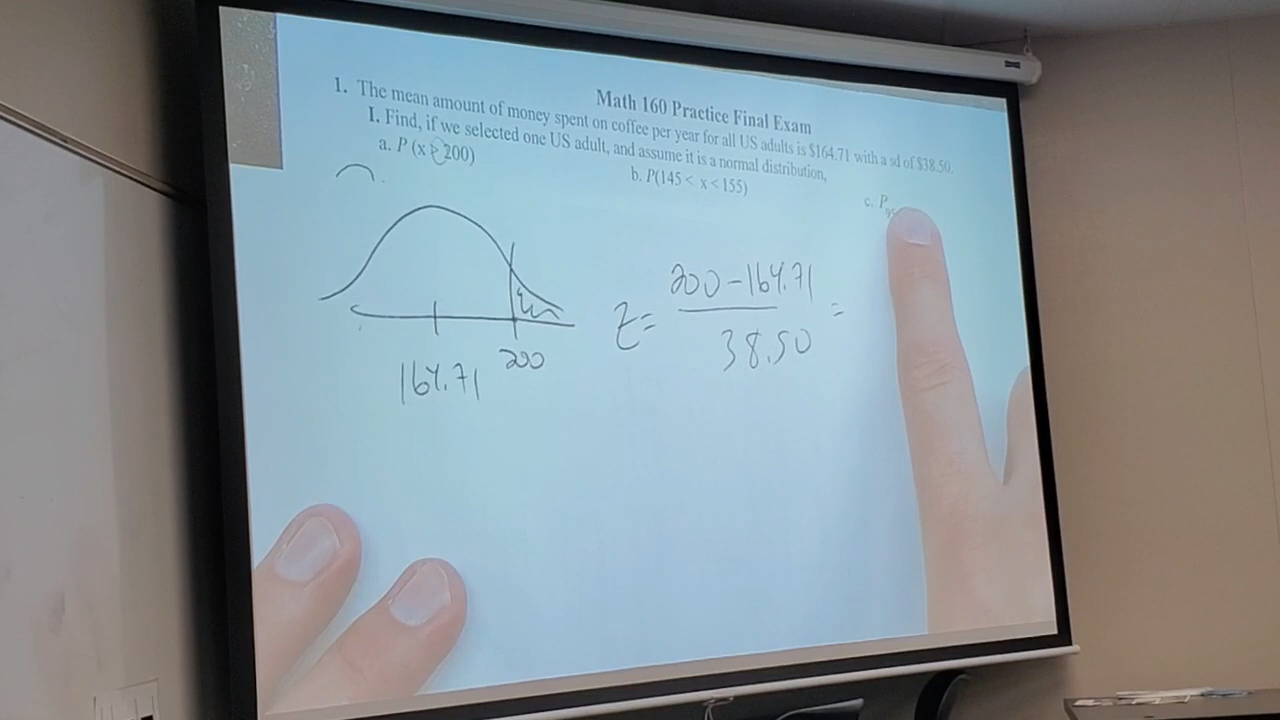 Math 160 Practice Final Exam
1. The mean amount of money spent on coffee per year for all US adults is $164.71 with a sd of $38.50.
I. Find, if we selected one US adult, and assume it is a normal distribution,
a. P (x > 200)
b. P(145 < x < 155)
c. P
164.71
200
Z = 200 - 164.71 / 38.50 =